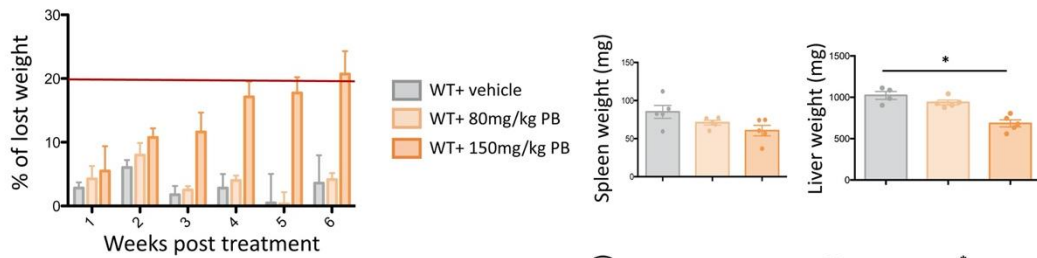 % of lost weight
30
20
10
0
1 2 3 4 5 6
Weeks post treatment
WT+ vehicle
WT+ 80mg/kg PB
WT+ 150mg/kg PB
Spleen weight (mg)
150
100
50
0
Liver weight (mg)
1500
1000
500
0
*
*